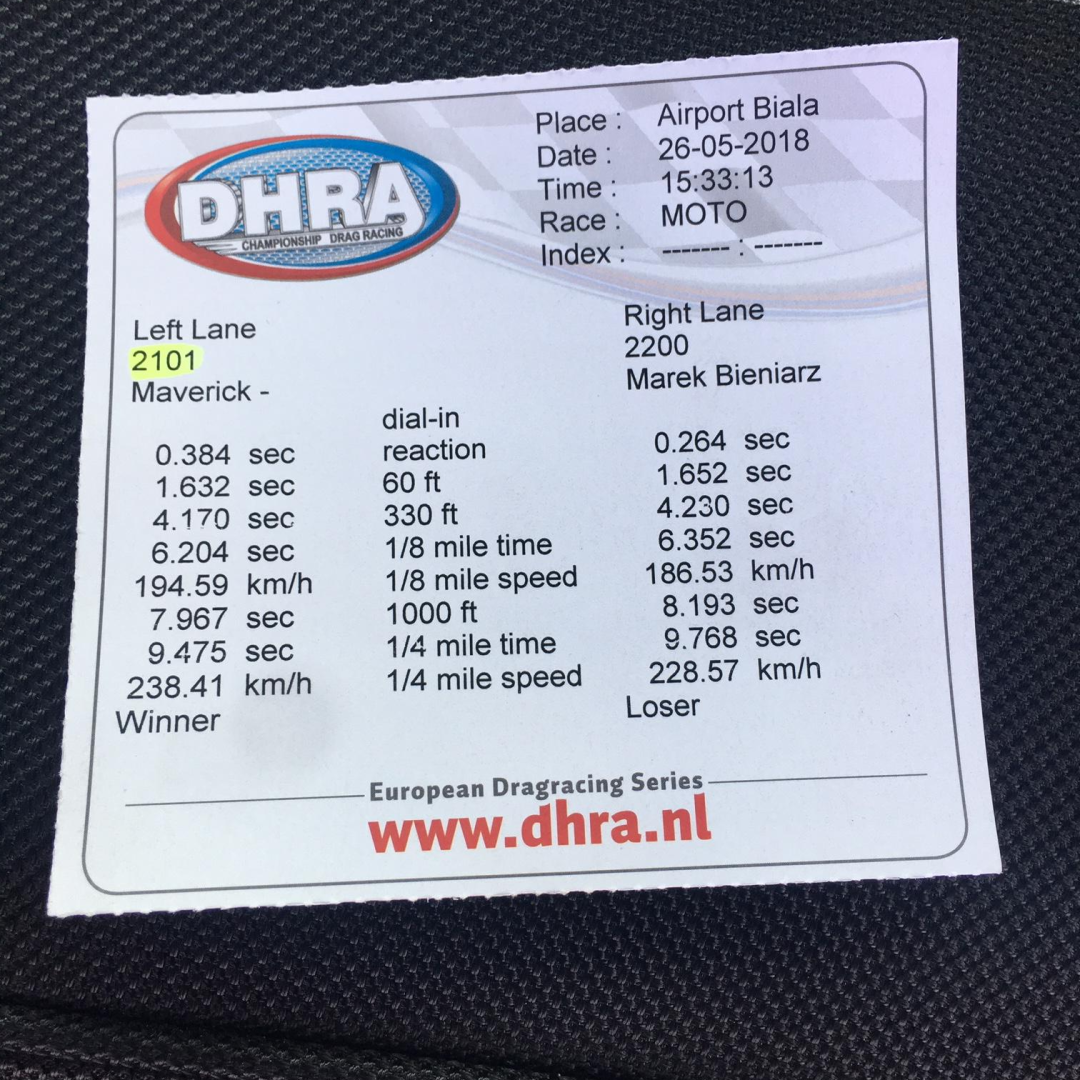 DHRA
CHAMPIONSHIP DRAG RACING
Place : Airport Biala
Date : 26-05-2018
Time : 15:33:13
Race : MOTO
Index : ------- : -------
Left Lane Right Lane
2101 2200
Maverick - Marek Bieniarz
dial-in
0.384 sec reaction 0.264 sec
1.632 sec 60 ft 1.652 sec
4.170 sec 330 ft 4.230 sec
6.204 sec 1/8 mile time 6.352 sec
194.59 km/h 1/8 mile speed 186.53 km/h
7.967 sec 1000 ft 8.193 sec
9.475 sec 1/4 mile time 9.768 sec
238.41 km/h 1/4 mile speed 228.57 km/h
Winner Loser
European Dragracing Series
www.dhra.nl